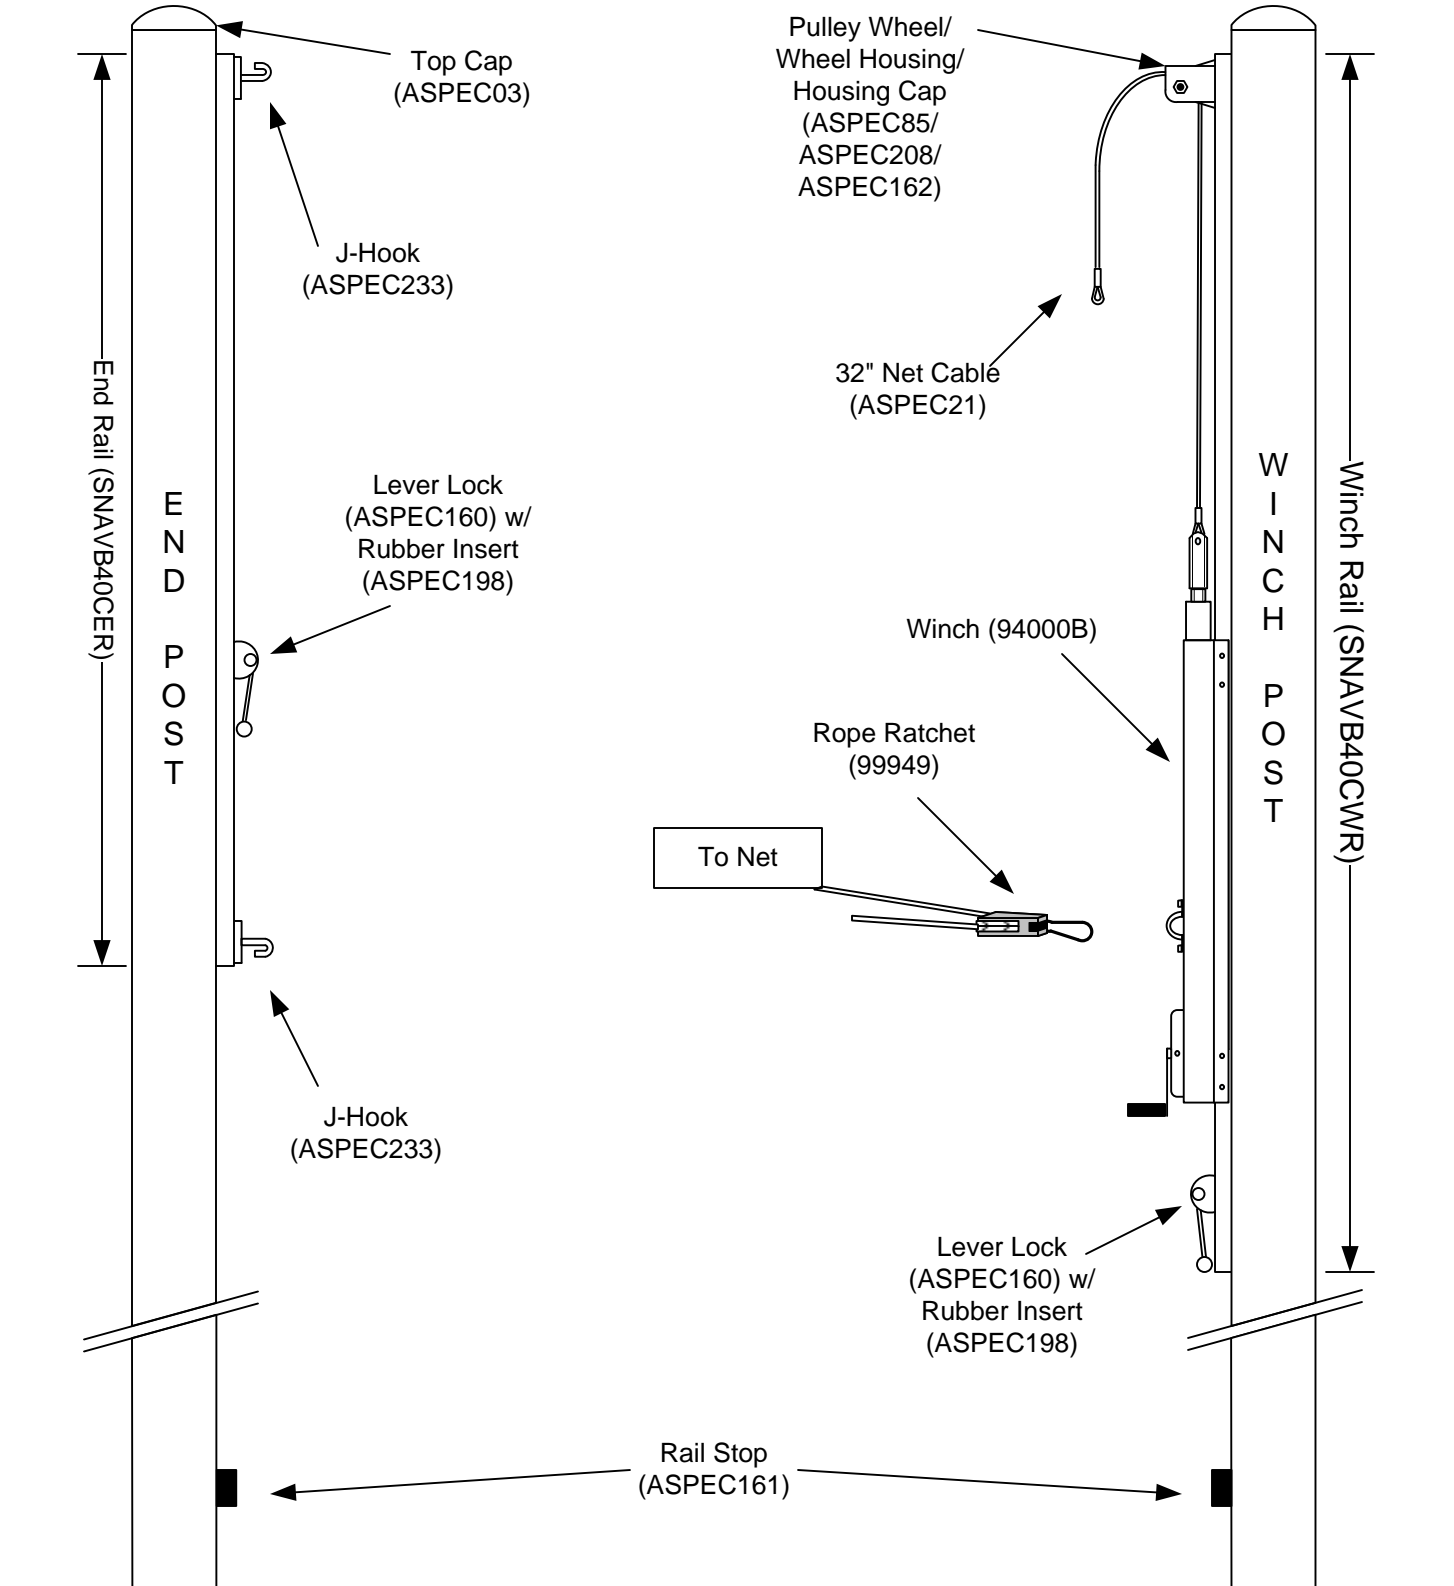 Top Cap
(ASPEC03)
J-Hook
(ASPEC233)
End Rail (SNAVB40CER)
E
N
D
P
O
S
T
Lever Lock
(ASPEC160) w/
Rubber Insert
(ASPEC198)
J-Hook
(ASPEC233)
Pulley Wheel/
Wheel Housing/
Housing Cap
(ASPEC85/
ASPEC208/
ASPEC162)
32" Net Cable
(ASPEC21)
W
I
N
C
H
P
O
S
T
Winch Rail (SNAVB40CWR)
Winch (94000B)
Rope Ratchet
(99949)
To Net
Lever Lock
(ASPEC160) w/
Rubber Insert
(ASPEC198)
Rail Stop
(ASPEC161)